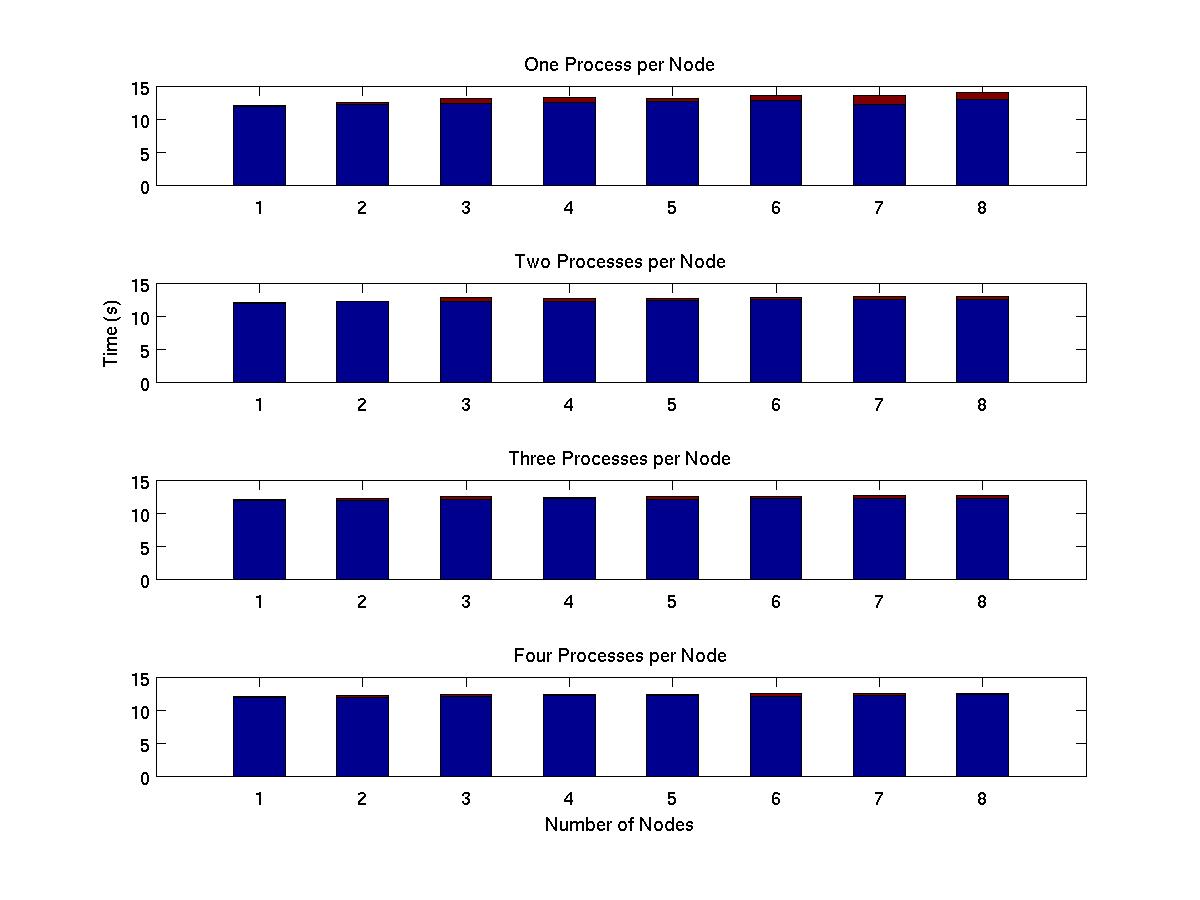 One Process per Node
15
10
5
0
1 2 3 4 5 6 7 8
Two Processes per Node
15
10
5
0
Time (s)
1 2 3 4 5 6 7 8
Three Processes per Node
15
10
5
0
1 2 3 4 5 6 7 8
Four Processes per Node
15
10
5
0
1 2 3 4 5 6 7 8
Number of Nodes